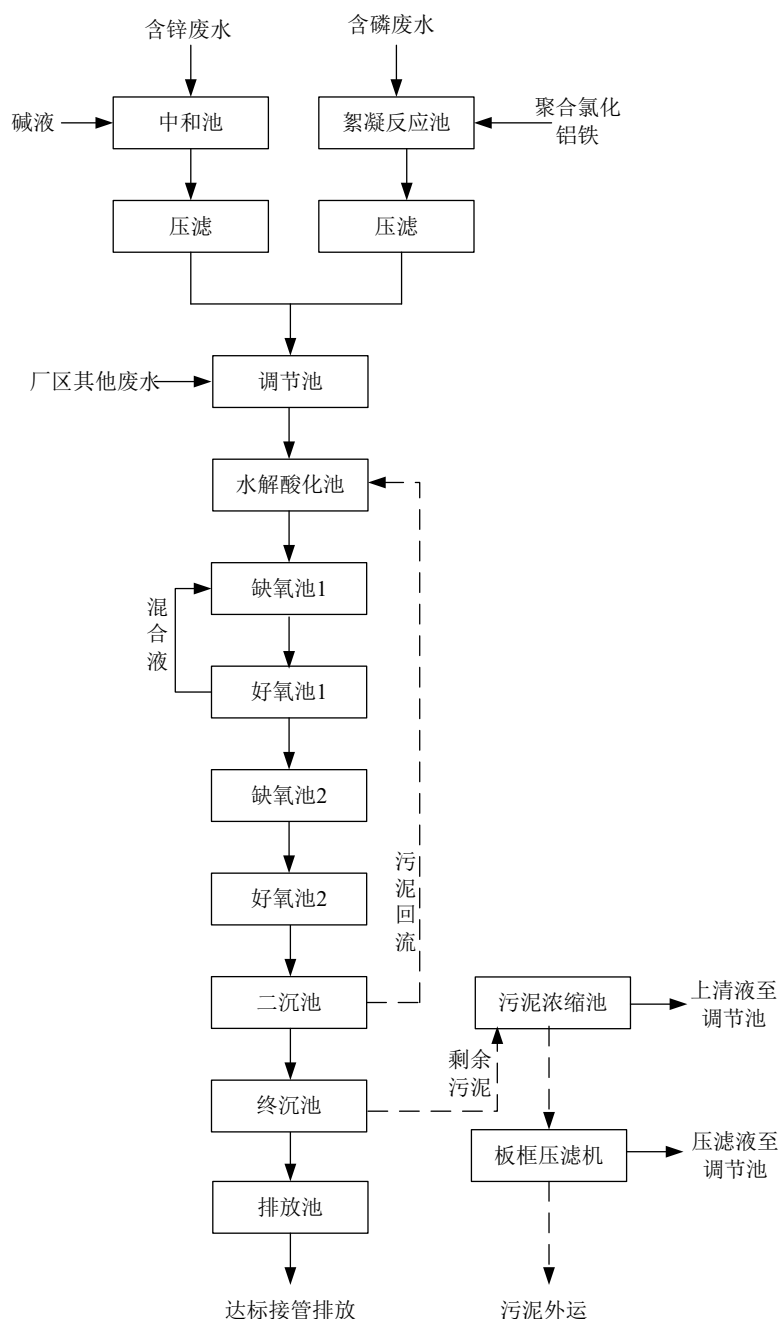 含锌废水
含磷废水
碱液
中和池
絮凝反应池
聚合氯化
铝铁
压滤
压滤
厂区其他废水
调节池
水解酸化池
缺氧池1
混合液
好氧池1
缺氧池2
污泥回流
好氧池2
二沉池
污泥浓缩池
上清液至
调节池
剩余
污泥
终沉池
板框压滤机
压滤液至
调节池
排放池
达标接管排放
污泥外运